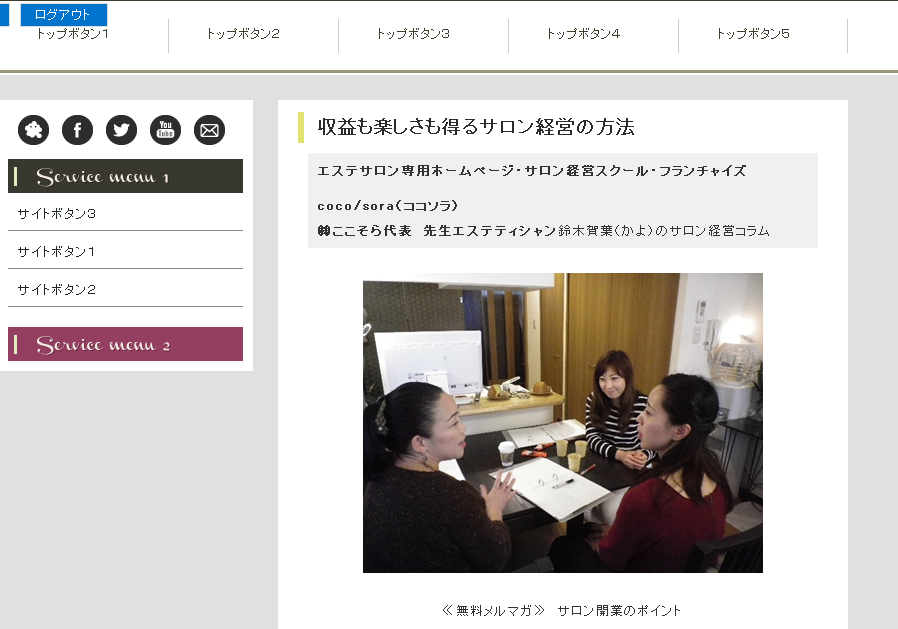 ログアウト
トップボタン1
トップボタン2
トップボタン3
トップボタン4
トップボタン5
You
Tube
Service menu 1
サイトボタン3
サイトボタン1
サイトボタン2
Service menu 2
収益も楽しさも得るサロン経営の方法
エステサロン専用ホームページ・サロン経営スクール・フランチャイズ
coco/sora(ココソラ)
㈱ここそら代表　先生エステティシャン鈴木賀葉(かよ)のサロン経営コラム
≪無料メルマガ≫　サロン開業のポイント